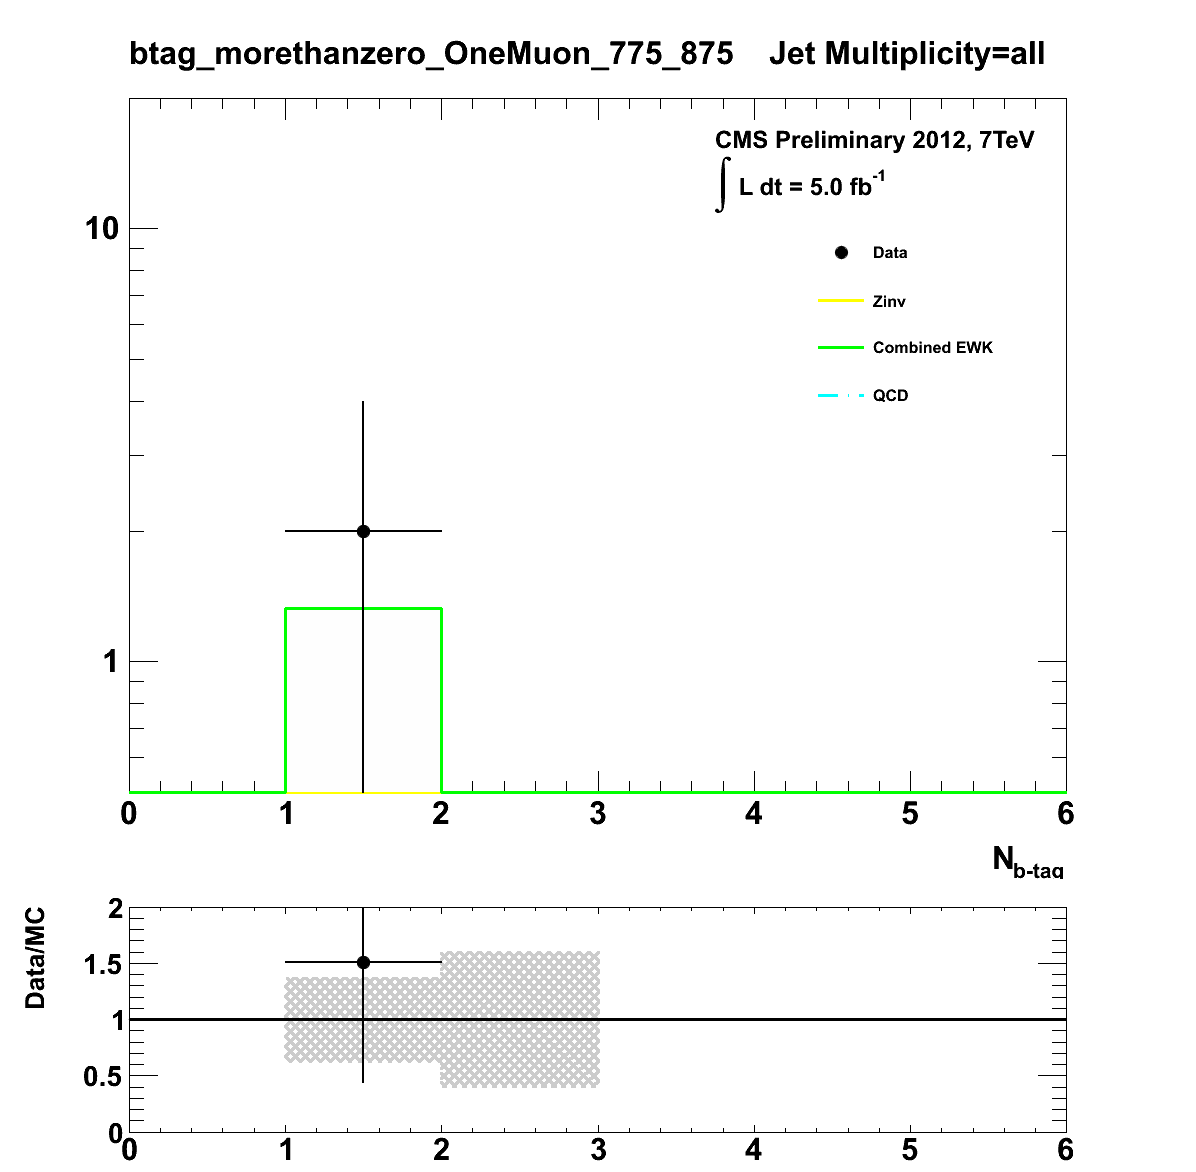 btag_morethanzero_OneMuon_775_875 Jet Multiplicity=all
CMS Preliminary 2012, 7TeV
∫ L dt = 5.0 fb⁻¹
Data
Zinv
Combined EWK
QCD
10
1
0 1 2 3 4 5 6
N b-tag
Data/MC
2
1.5
1
0.5
0
0 1 2 3 4 5 6